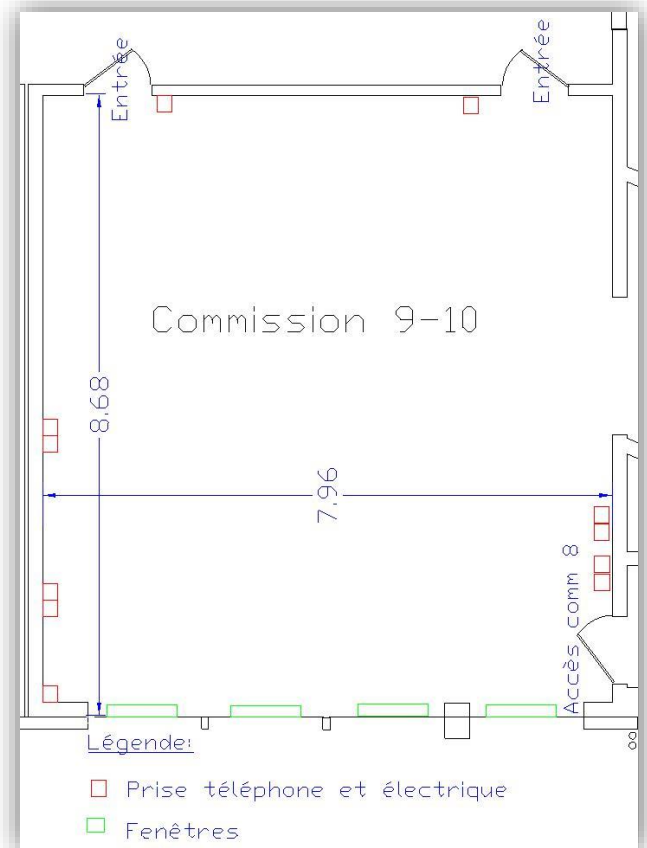 Entrée
Entrée
Commission 9-10
8.68
7.96
Accès comm 8
Légende:
Prise téléphone et électrique
Fenêtres